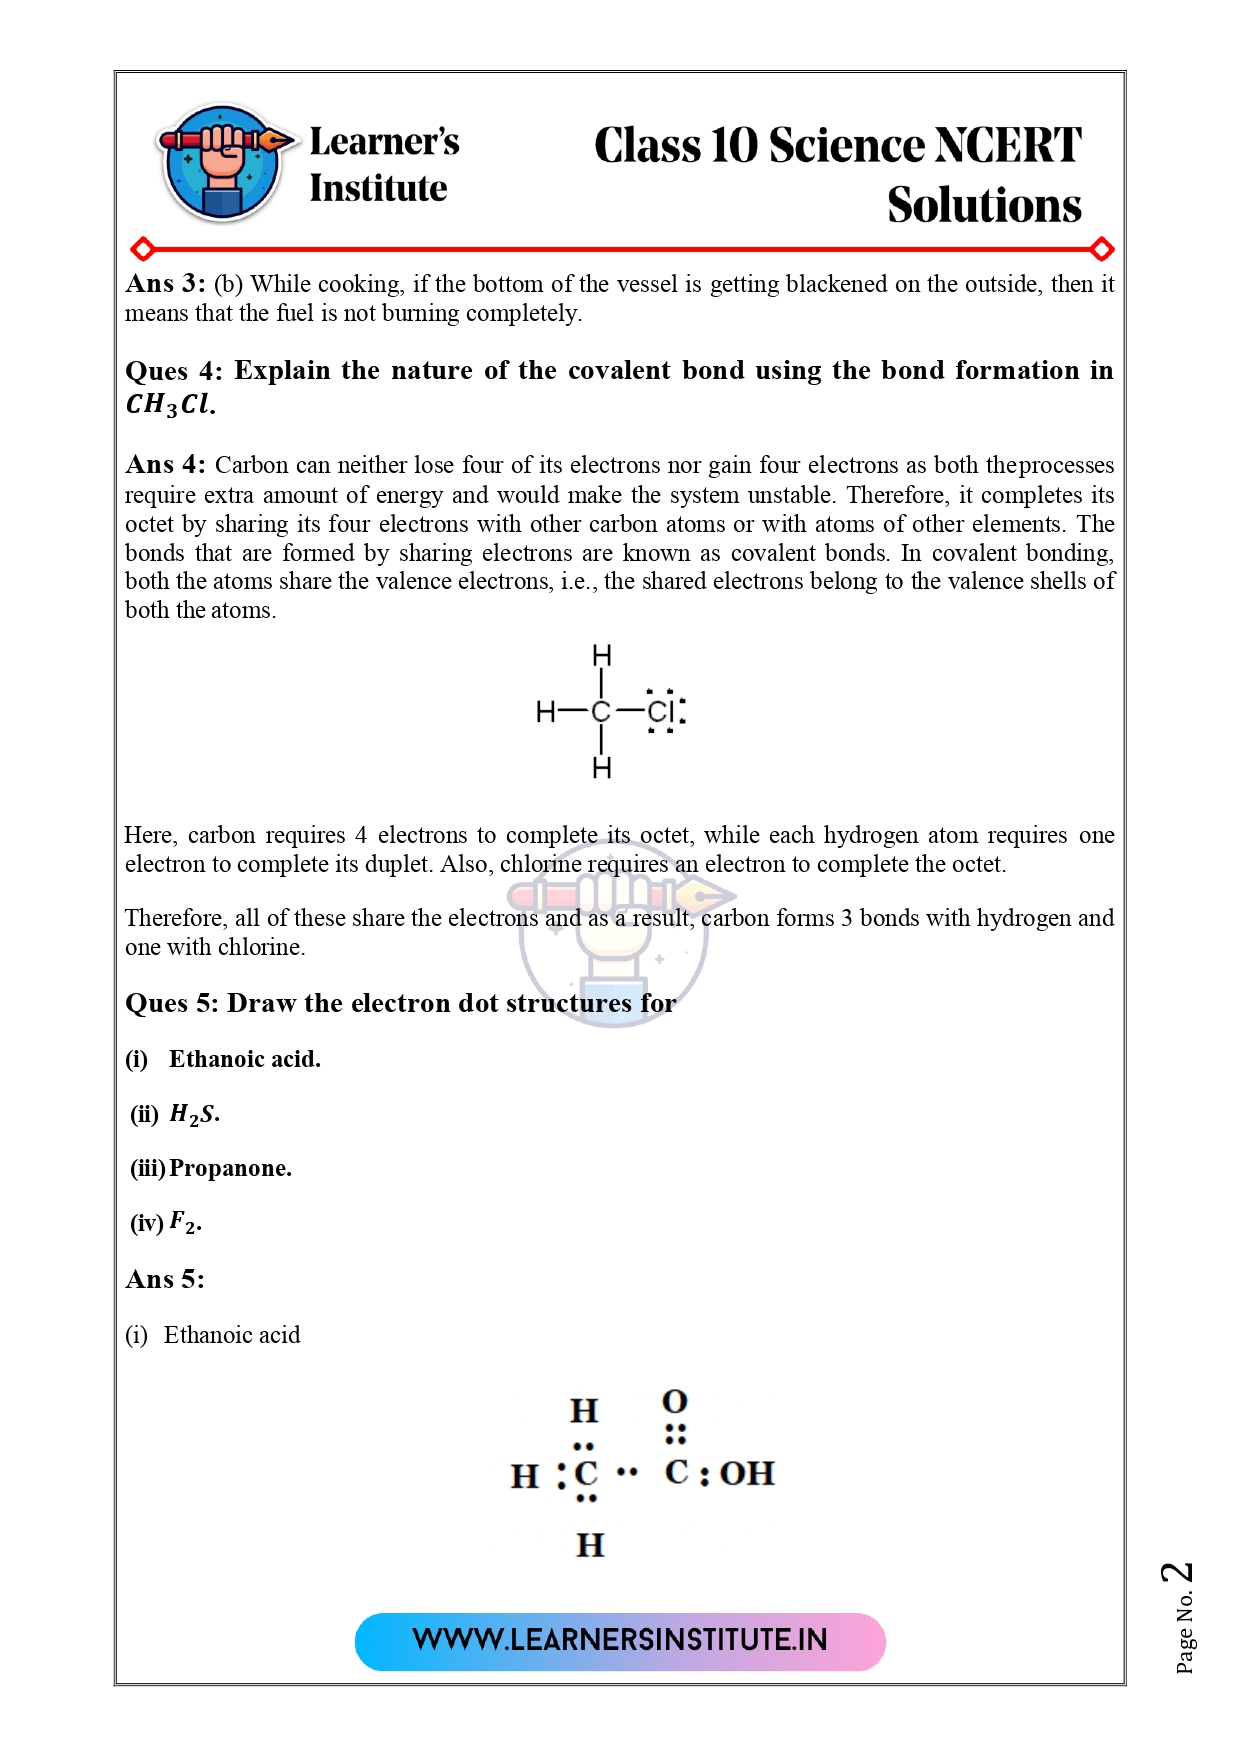 Learner's
Institute
Class 10 Science NCERT
Solutions
Ans 3: (b) While cooking, if the bottom of the vessel is getting blackened on the outside, then it
means that the fuel is not burning completely.
Ques 4: Explain the nature of the covalent bond using the bond formation in
CH₃Cl.
Ans 4: Carbon can neither lose four of its electrons nor gain four electrons as both theprocesses
require extra amount of energy and would make the system unstable. Therefore, it completes its
octet by sharing its four electrons with other carbon atoms or with atoms of other elements. The
bonds that are formed by sharing electrons are known as covalent bonds. In covalent bonding,
both the atoms share the valence electrons, i.e., the shared electrons belong to the valence shells of
both the atoms.
H
H—C—Cl:
H
Here, carbon requires 4 electrons to complete its octet, while each hydrogen atom requires one
electron to complete its duplet. Also, chlorine requires an electron to complete the octet.
Therefore, all of these share the electrons and as a result, carbon forms 3 bonds with hydrogen and
one with chlorine.
Ques 5: Draw the electron dot structures for
(i) Ethanoic acid.
(ii) H₂S.
(iii) Propanone.
(iv) F₂.
Ans 5:
(i) Ethanoic acid
H O
H : C ·· C : OH
H
WWW.LEARNERSINSTITUTE.IN
Page No. 2